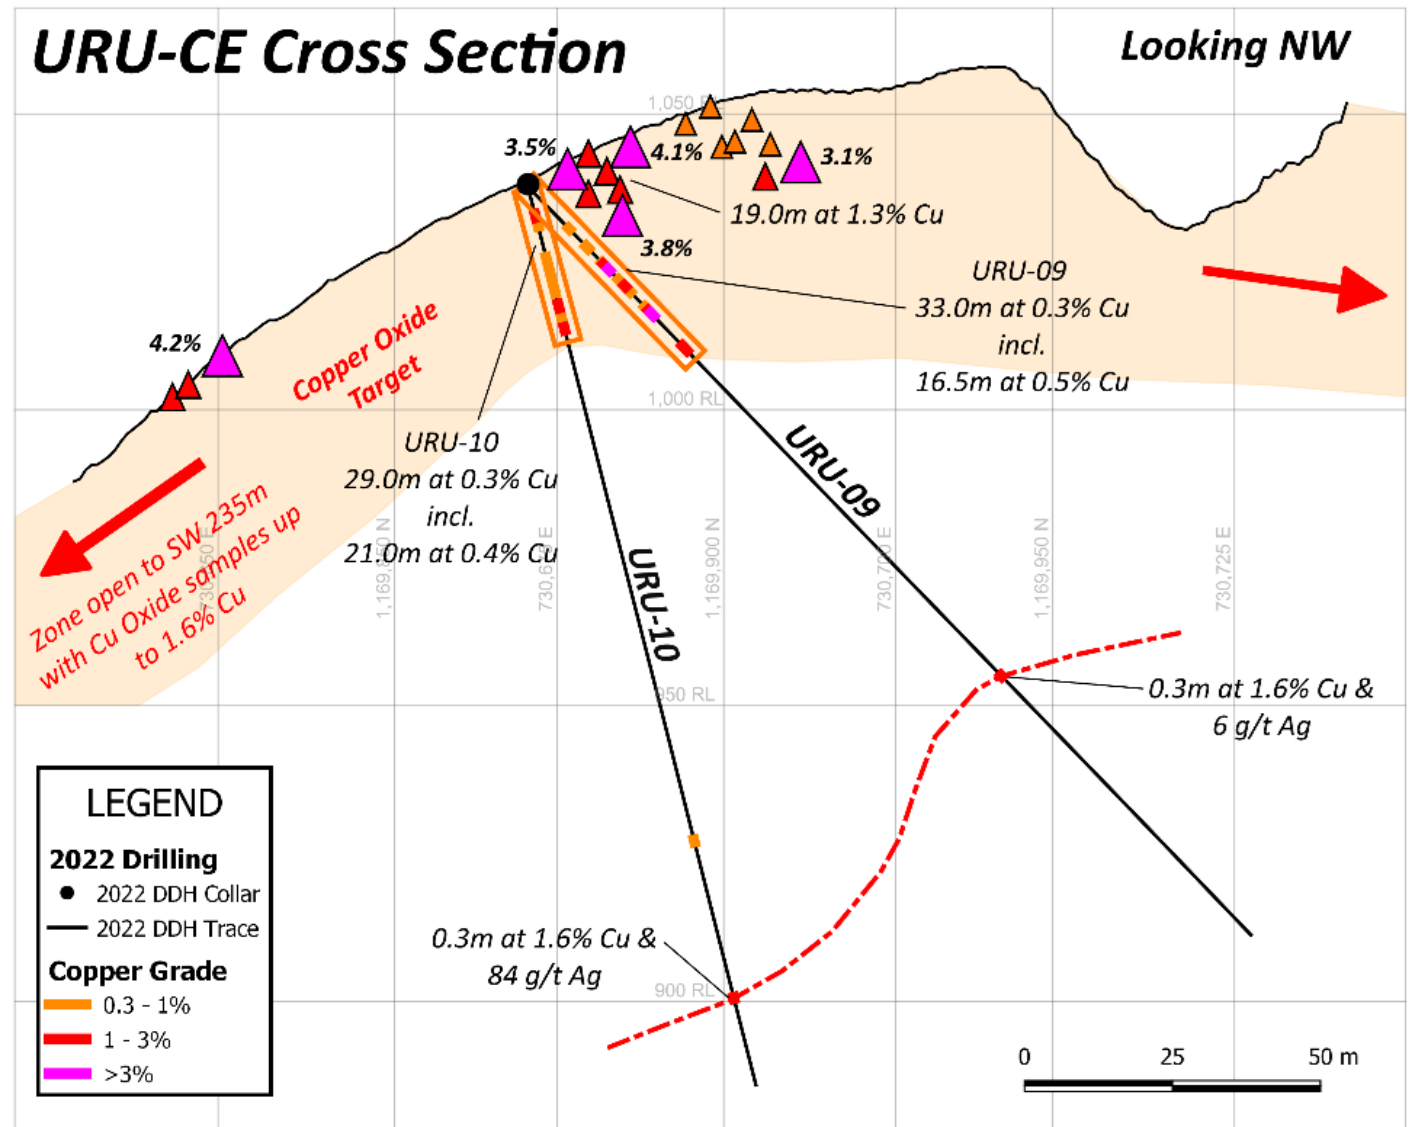 URU-CE Cross Section
Looking NW
1,050 RL
3.5%
4.1%
3.1%
19.0m at 1.3% Cu
3.8%
URU-09
33.0m at 0.3% Cu
incl.
16.5m at 0.5% Cu
4.2%
Copper Oxide
Target
1,000 RL
URU-10
29.0m at 0.3% Cu
incl.
21.0m at 0.4% Cu
URU-09
URU-10
Zone open to SW 235m
with Cu Oxide samples up
to 1.6% Cu
1,169,900 N
1,169,950 N
730,725 E
950 RL
0.3m at 1.6% Cu &
6 g/t Ag
0.3m at 1.6% Cu &
84 g/t Ag
900 RL
LEGEND
2022 Drilling
2022 DDH Collar
2022 DDH Trace
Copper Grade
0.3 - 1%
1 - 3%
>3%
0 25 50 m